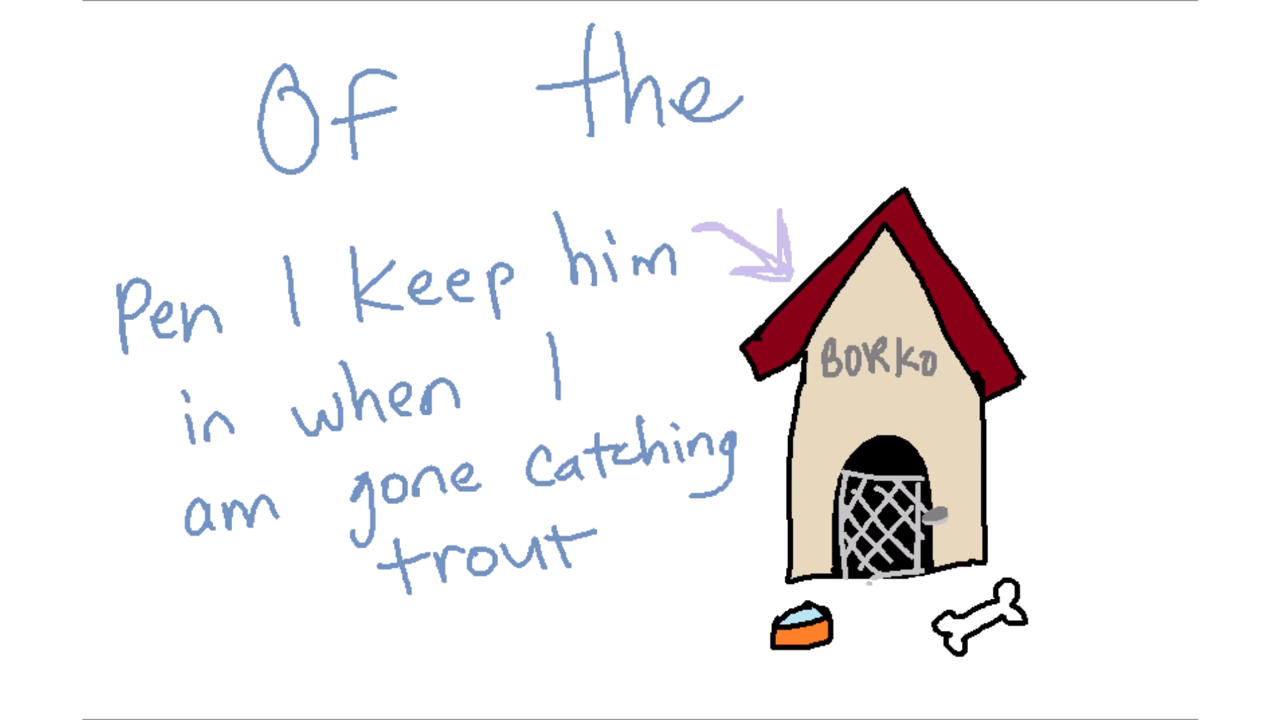 Of the
Pen I keep him
in when I
am gone catching
trout
BORKO